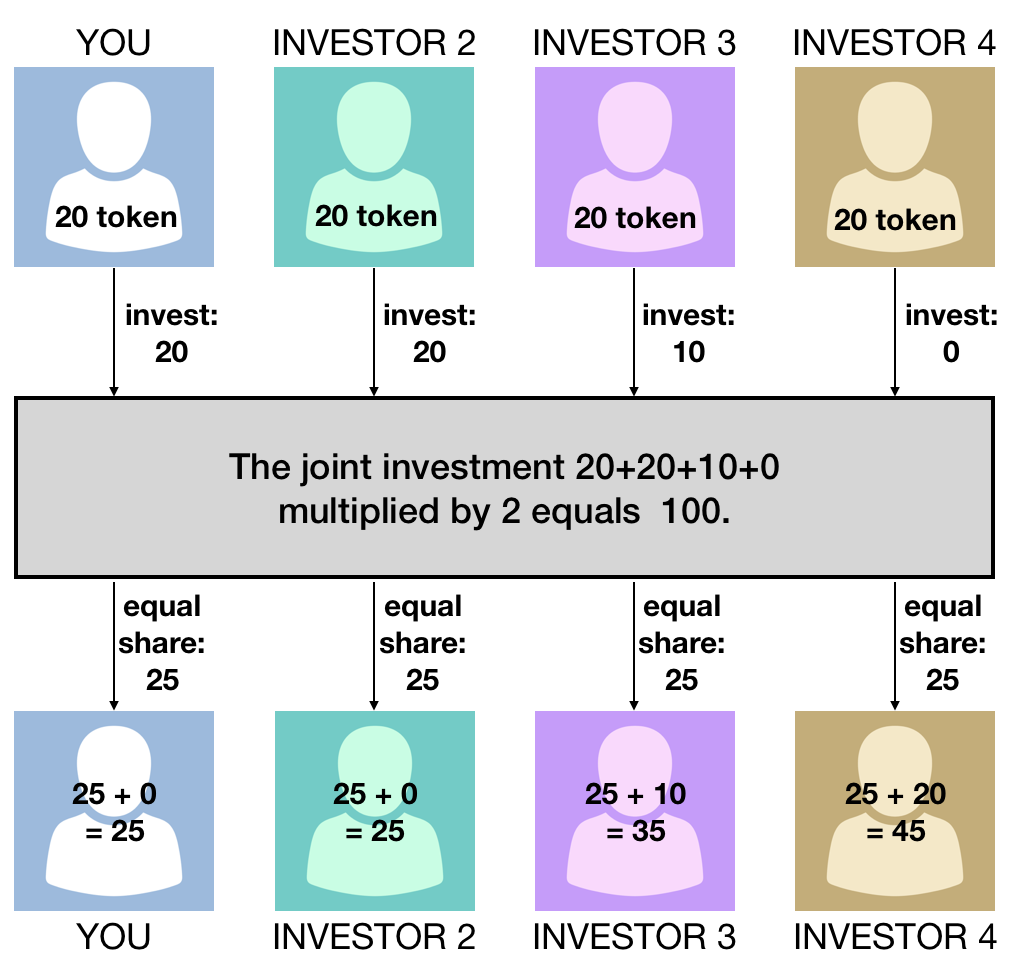 YOU INVESTOR 2 INVESTOR 3 INVESTOR 4
20 token 20 token 20 token 20 token
invest: invest: invest: invest:
20 20 10 0
The joint investment 20+20+10+0
multiplied by 2 equals 100.
equal equal equal equal
share: share: share: share:
25 25 25 25
25 + 0 25 + 0 25 + 10 25 + 20
= 25 = 25 = 35 = 45
YOU INVESTOR 2 INVESTOR 3 INVESTOR 4